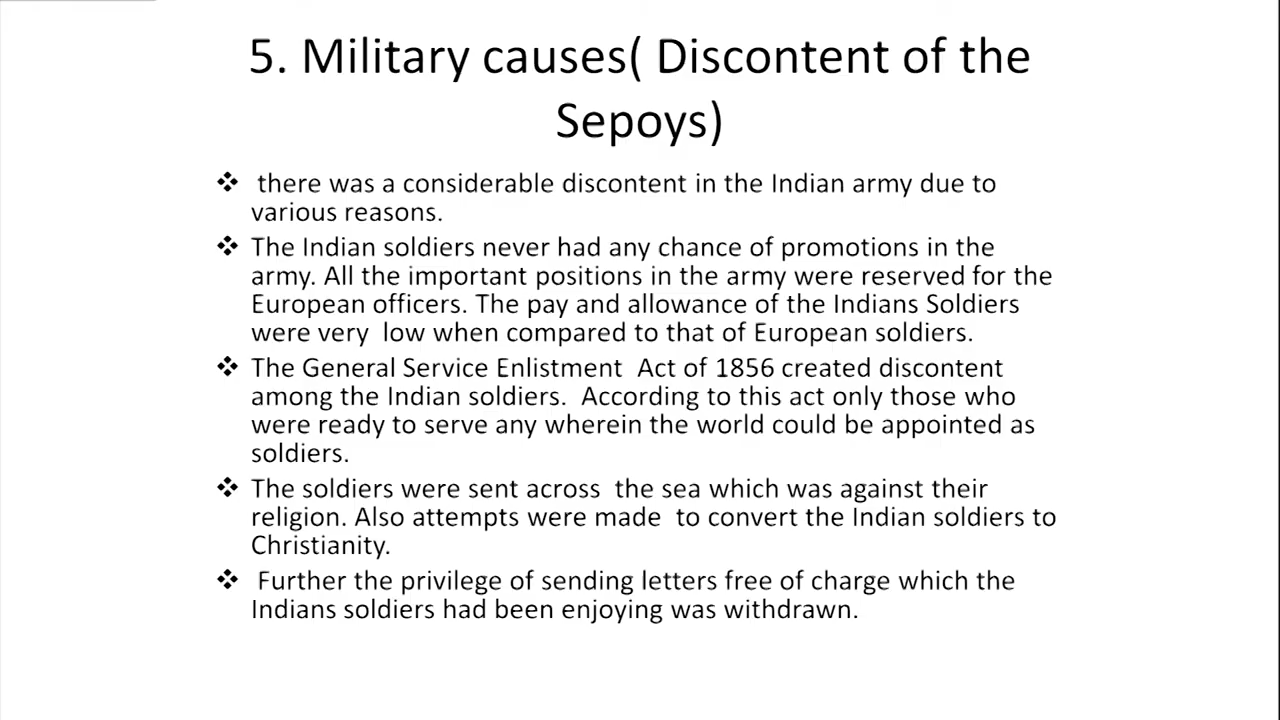 5. Military causes( Discontent of the
Sepoys)
❖ there was a considerable discontent in the Indian army due to
various reasons.
❖ The Indian soldiers never had any chance of promotions in the
army. All the important positions in the army were reserved for the
European officers. The pay and allowance of the Indians Soldiers
were very low when compared to that of European soldiers.
❖ The General Service Enlistment Act of 1856 created discontent
among the Indian soldiers. According to this act only those who
were ready to serve any wherein the world could be appointed as
soldiers.
❖ The soldiers were sent across the sea which was against their
religion. Also attempts were made to convert the Indian soldiers to
Christianity.
❖ Further the privilege of sending letters free of charge which the
Indians soldiers had been enjoying was withdrawn.